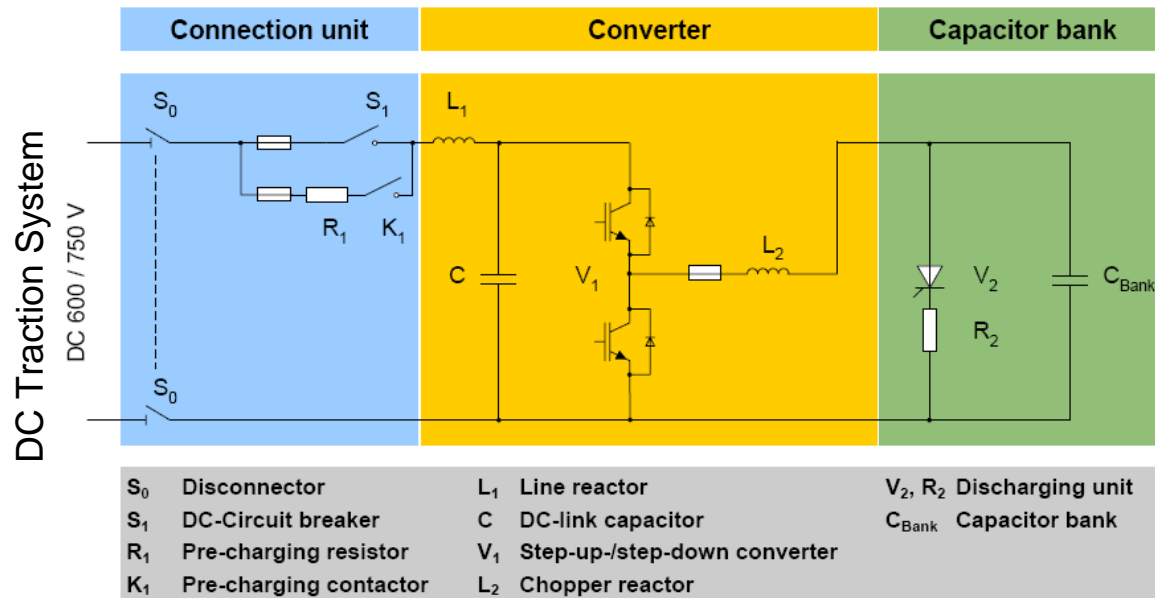 Connection unit
Converter
Capacitor bank
DC Traction System
DC 600 / 750 V
S₀
S₁
L₁
R₁
K₁
C
V₁
L₂
V₂
R₂
C_Bank
S₀
S₀ Disconnector
S₁ DC-Circuit breaker
R₁ Pre-charging resistor
K₁ Pre-charging contactor
L₁ Line reactor
C DC-link capacitor
V₁ Step-up-/step-down converter
L₂ Chopper reactor
V₂, R₂ Discharging unit
C_Bank Capacitor bank